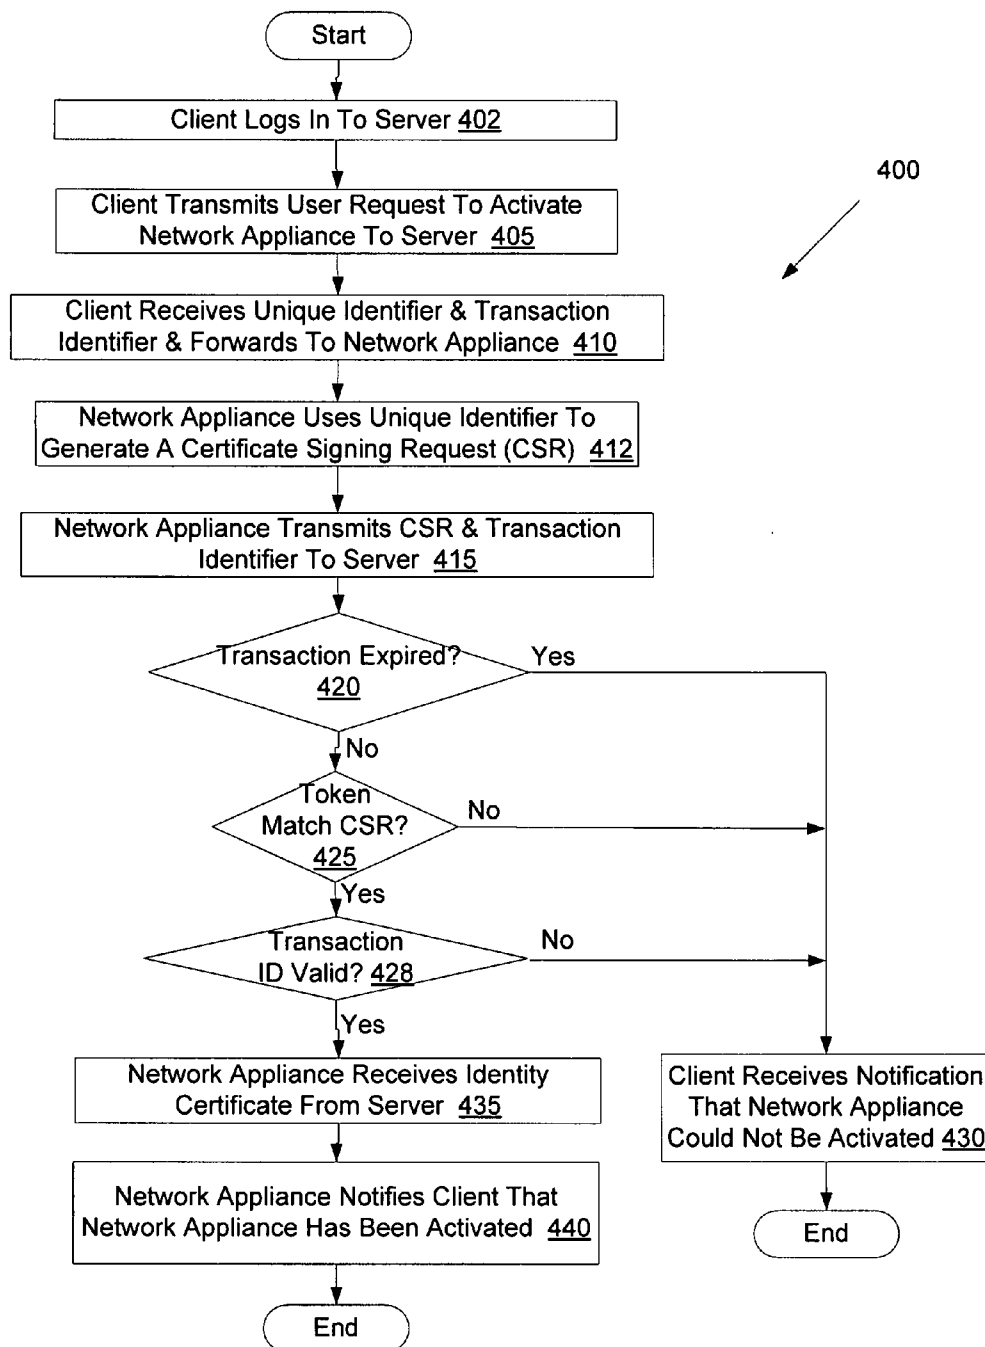 Start
Client Logs In To Server 402
400
Client Transmits User Request To Activate
Network Appliance To Server 405
Client Receives Unique Identifier & Transaction
Identifier & Forwards To Network Appliance 410
Network Appliance Uses Unique Identifier To
Generate A Certificate Signing Request (CSR) 412
Network Appliance Transmits CSR & Transaction
Identifier To Server 415
Transaction Expired?
420
Yes
No
Token
Match CSR?
425
No
Yes
Transaction
ID Valid? 428
No
Yes
Network Appliance Receives Identity
Certificate From Server 435
Client Receives Notification
That Network Appliance
Could Not Be Activated 430
Network Appliance Notifies Client That
Network Appliance Has Been Activated 440
End
End